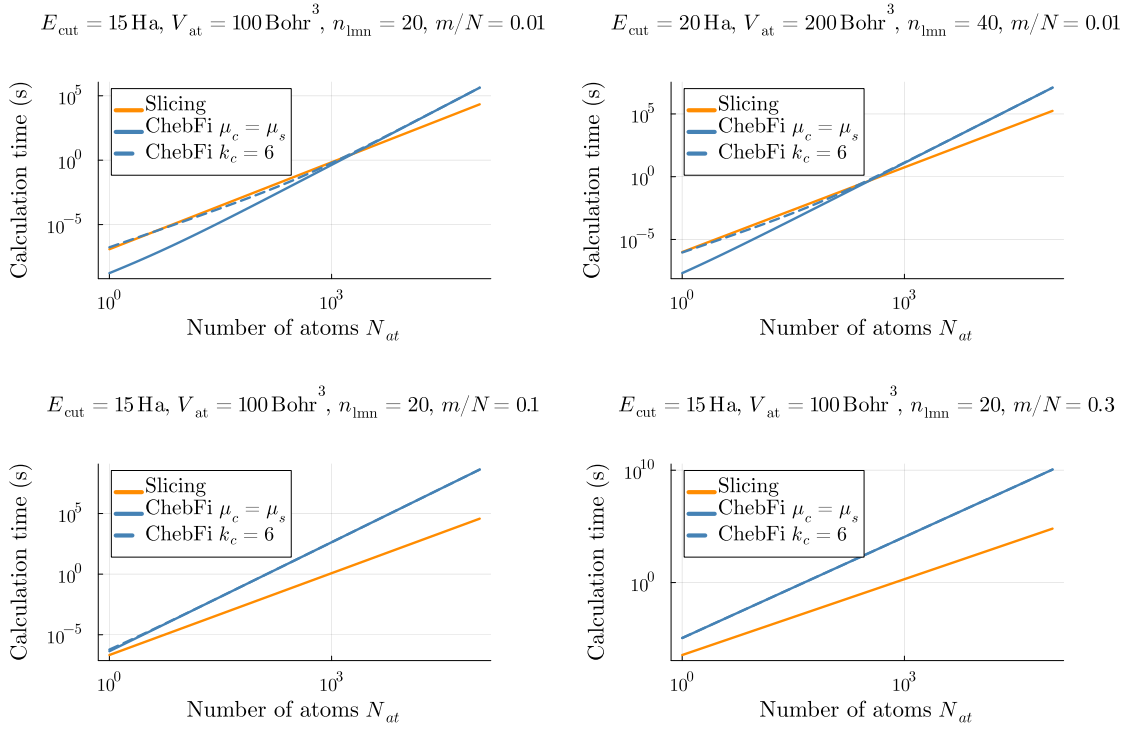 E_cut = 15 Ha, V_at = 100 Bohr^3, n_lmn = 20, m/N = 0.01
Calculation time (s)
10^5
10^0
10^−5
Slicing
ChebFi μ_c = μ_s
ChebFi k_c = 6
10^0
10^3
Number of atoms N_at
E_cut = 20 Ha, V_at = 200 Bohr^3, n_lmn = 40, m/N = 0.01
Calculation time (s)
10^5
10^0
10^−5
Slicing
ChebFi μ_c = μ_s
ChebFi k_c = 6
10^0
10^3
Number of atoms N_at
E_cut = 15 Ha, V_at = 100 Bohr^3, n_lmn = 20, m/N = 0.1
Calculation time (s)
10^5
10^0
10^−5
Slicing
ChebFi μ_c = μ_s
ChebFi k_c = 6
10^0
10^3
Number of atoms N_at
E_cut = 15 Ha, V_at = 100 Bohr^3, n_lmn = 20, m/N = 0.3
Calculation time (s)
10^10
10^0
Slicing
ChebFi μ_c = μ_s
ChebFi k_c = 6
10^0
10^3
Number of atoms N_at